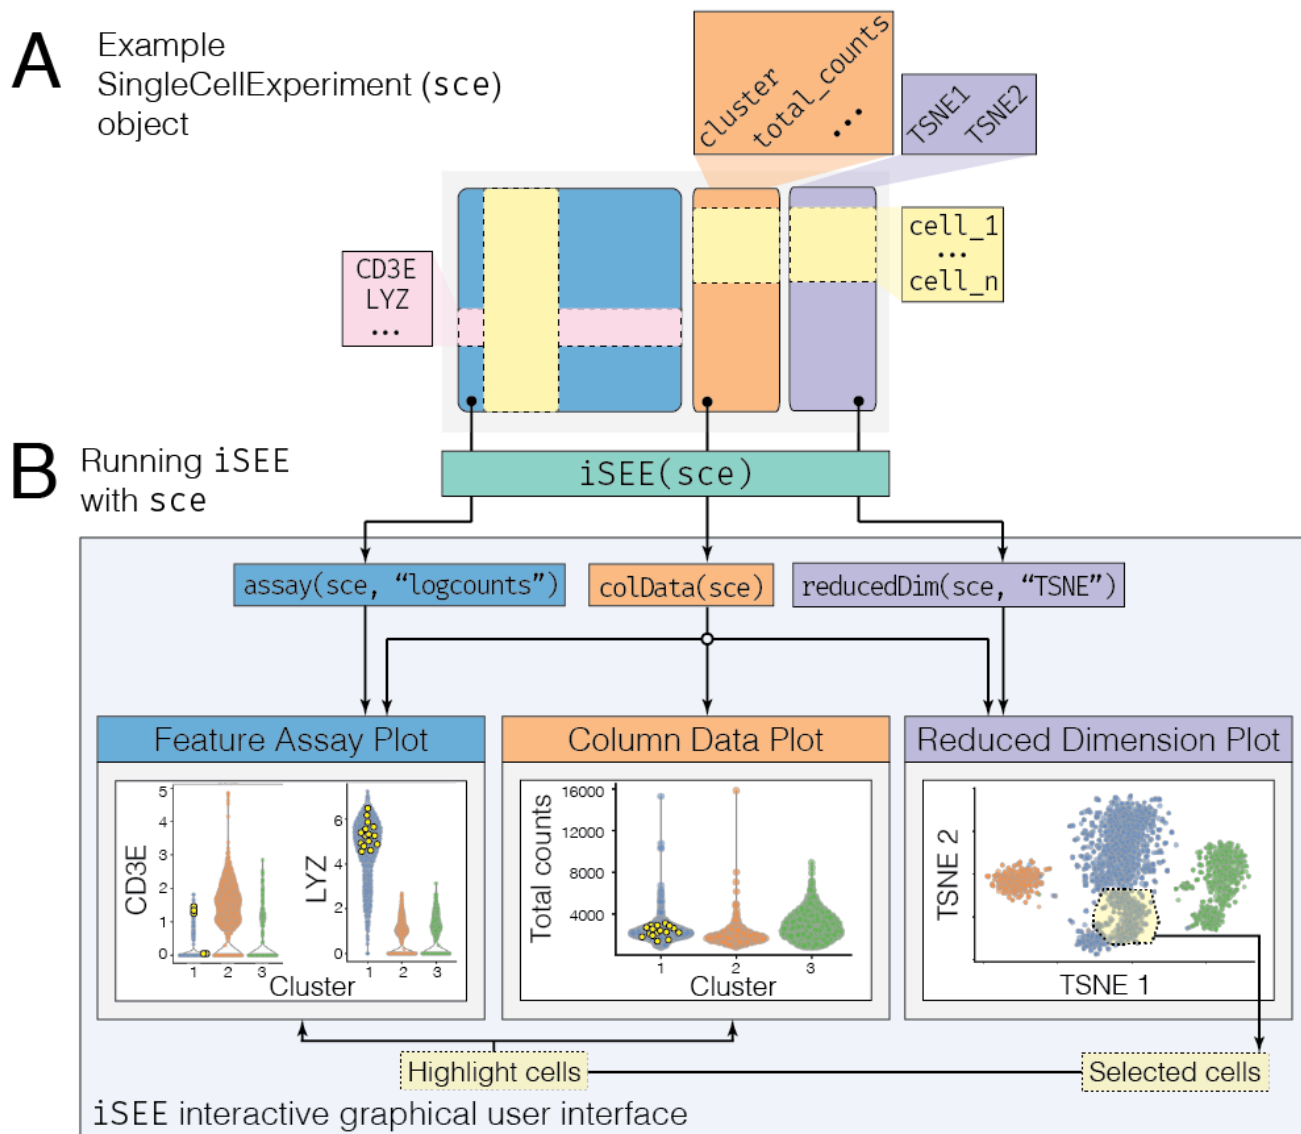 A
Example
SingleCellExperiment (sce)
object
cluster
total_counts
...
TSNE1
TSNE2
CD3E
LYZ
...
cell_1
...
cell_n
B
Running iSEE
with sce
iSEE(sce)
assay(sce, “logcounts”)
colData(sce)
reducedDim(sce, “TSNE”)
Feature Assay Plot
Column Data Plot
Reduced Dimension Plot
CD3E
5
4
3
2
1
0
1 2 3
LYZ
6
4
2
0
1 2 3
Cluster
Total counts
16000
12000
8000
4000
1 2 3
Cluster
TSNE 2
TSNE 1
Highlight cells
Selected cells
iSEE interactive graphical user interface